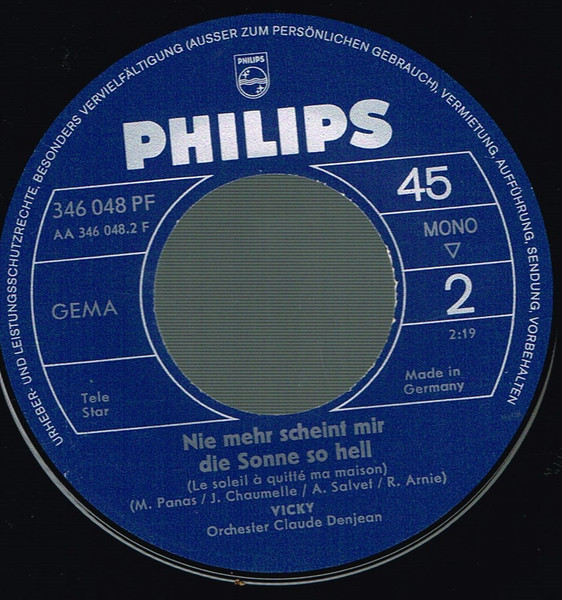 URHEBER- UND LEISTUNGSSCHUTZRECHTE, BESONDERS VERVIELFÄLTIGUNG (AUSSER ZUM PERSÖNLICHEN GEBRAUCH), VERMIETUNG, AUFFÜHRUNG, SENDUNG, VORBEHALTEN
PHILIPS
PHILIPS
346 048 PF
AA 346 048.2 F
GEMA
Tele
Star
45
MONO
2
2:19
Made in
Germany
Nie mehr scheint mir
die Sonne so hell
(Le soleil à quitté ma maison)
(M. Panas / J. Chaumelle / A. Salvet / R. Arnie)
VICKY
Orchester Claude Denjean